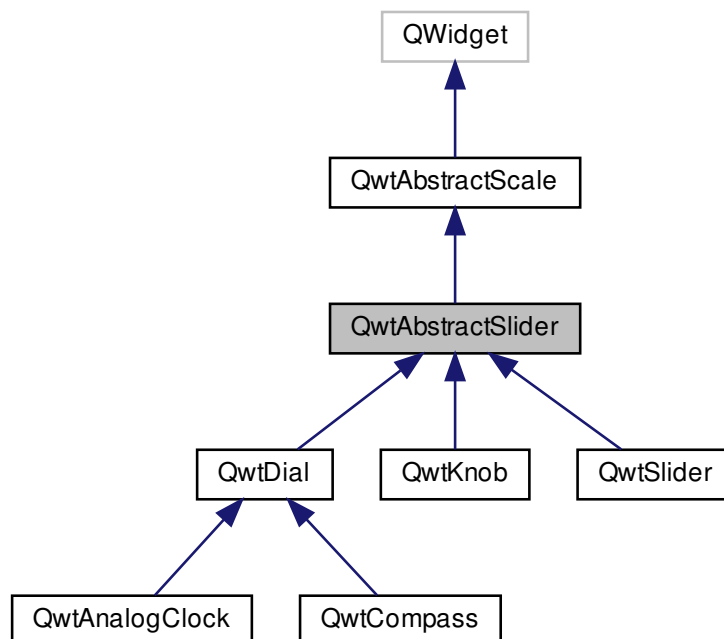 QWidget
QwtAbstractScale
QwtAbstractSlider
QwtDial
QwtKnob
QwtSlider
QwtAnalogClock
QwtCompass